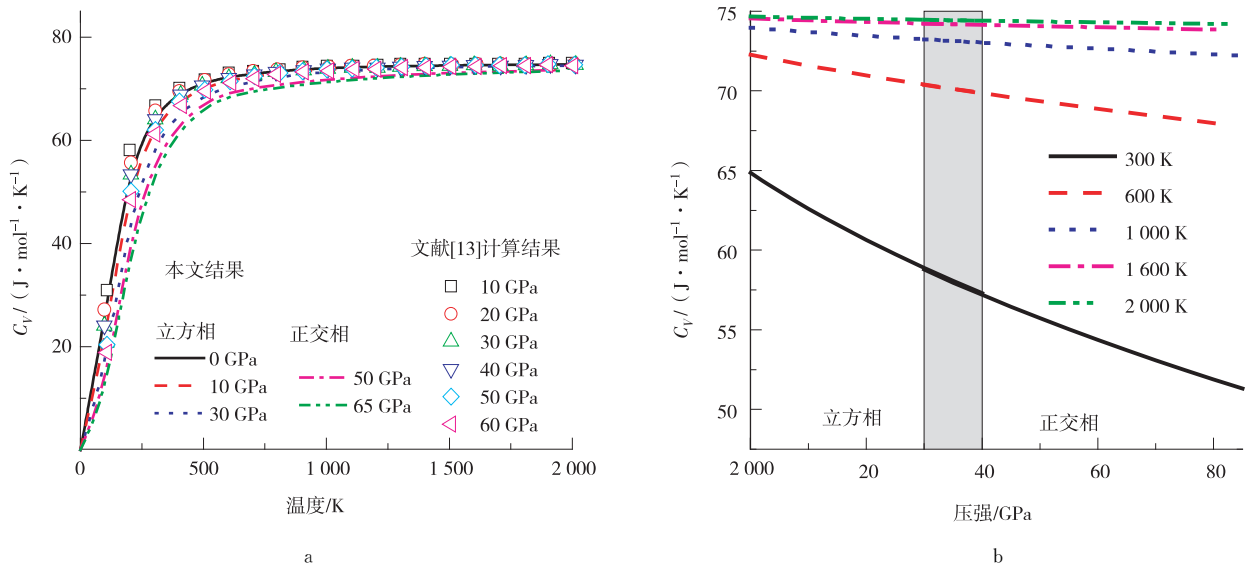 80
60
40
20
C_V/（J·mol⁻¹·K⁻¹）
本文结果
立方相
0 GPa
10 GPa
30 GPa
正交相
50 GPa
65 GPa
文献[13]计算结果
10 GPa
20 GPa
30 GPa
40 GPa
50 GPa
60 GPa
0
500
1 000
1 500
2 000
温度/K
a
75
70
65
60
55
50
C_V/（J·mol⁻¹·K⁻¹）
300 K
600 K
1 000 K
1 600 K
2 000 K
立方相
正交相
2 000
20
40
60
80
压强/GPa
b